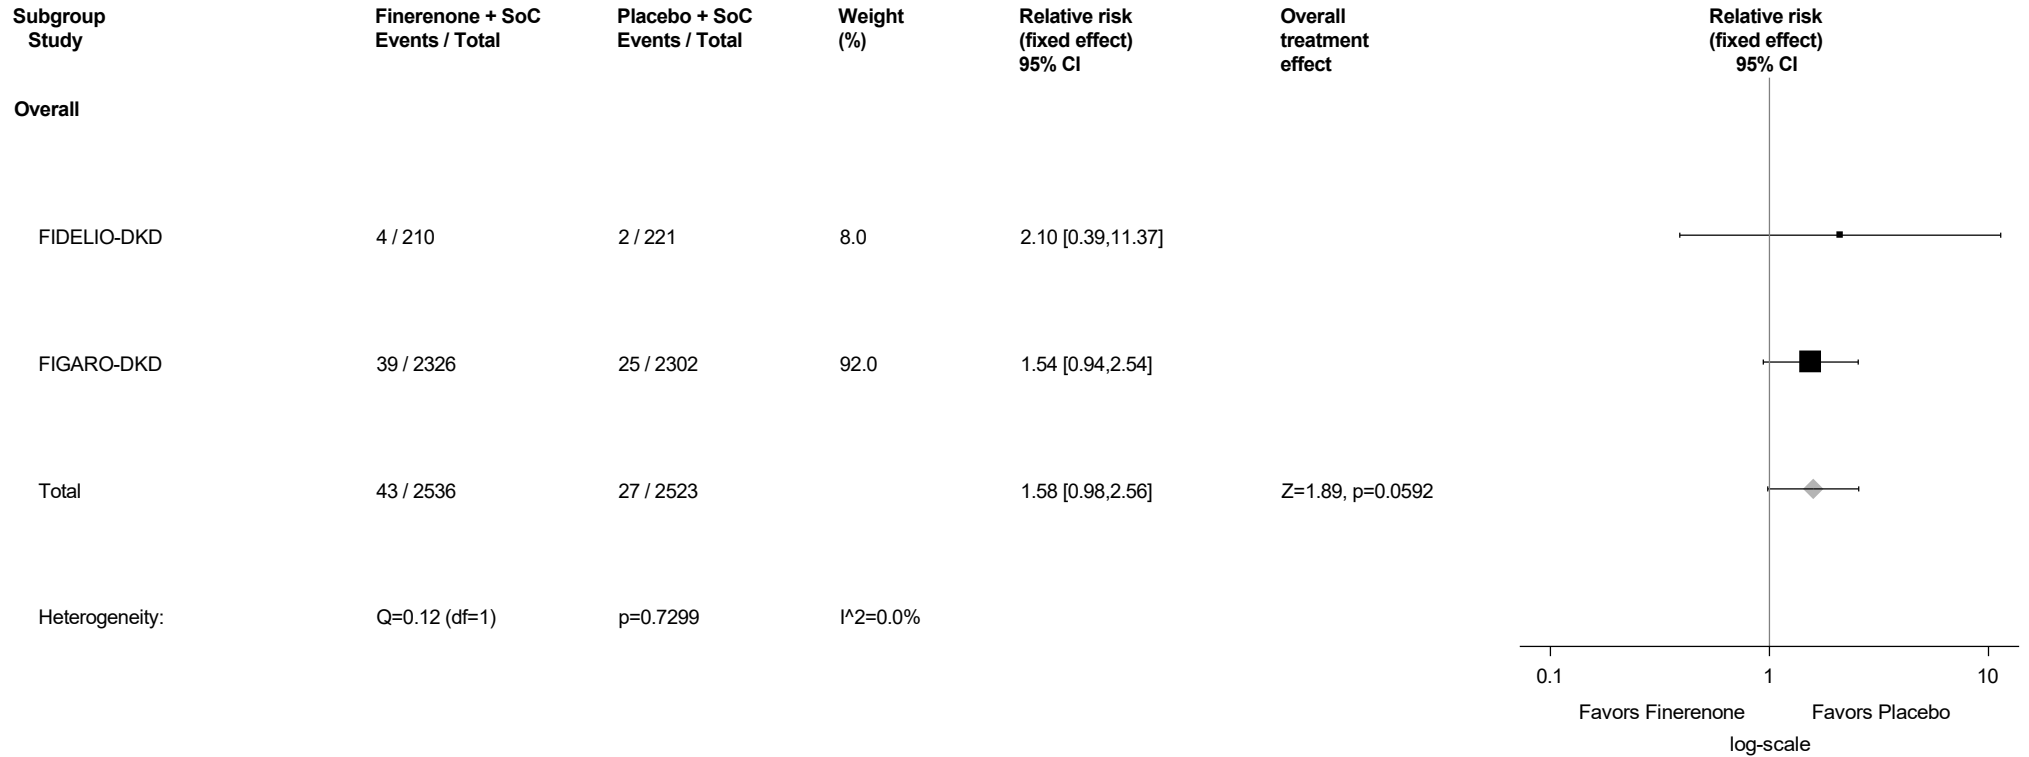 Subgroup Finerenone + SoC Placebo + SoC Weight Relative risk Overall Relative risk
Study Events / Total Events / Total (%) (fixed effect) treatment (fixed effect)
95% CI effect 95% CI
Overall
FIDELIO-DKD 4 / 210 2 / 221 8.0 2.10 [0.39,11.37]
FIGARO-DKD 39 / 2326 25 / 2302 92.0 1.54 [0.94,2.54]
Total 43 / 2536 27 / 2523 1.58 [0.98,2.56] Z=1.89, p=0.0592
Heterogeneity: Q=0.12 (df=1) p=0.7299 I^2=0.0%
0.1 1 10
Favors Finerenone Favors Placebo
log-scale